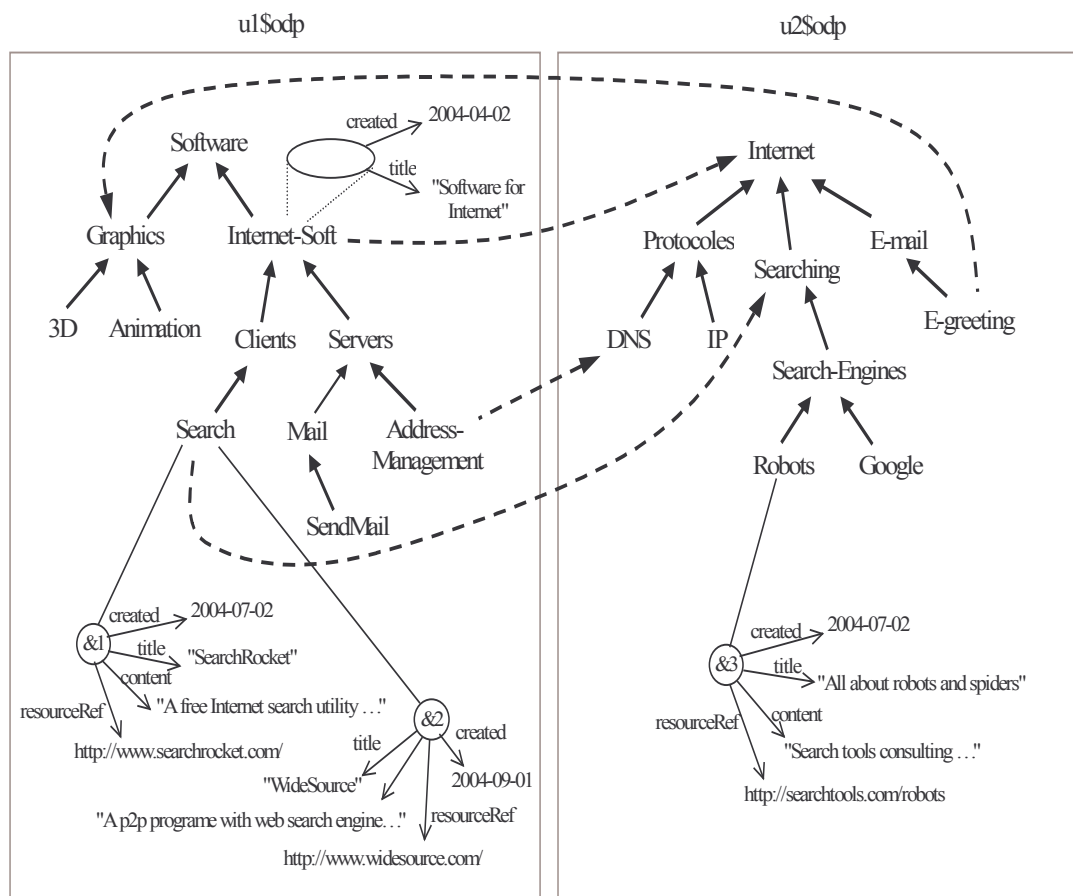 u1$odp
u2$odp
created
2004-04-02
Software
title
"Software for
Internet"
Internet
Graphics
Internet-Soft
Protocoles
E-mail
Searching
3D
Animation
Clients
Servers
DNS
IP
E-greeting
Search-Engines
Search
Mail
Address-
Management
Robots
Google
SendMail
&1
created
2004-07-02
title
"SearchRocket"
content
"A free Internet search utility …"
resourceRef
http://www.searchrocket.com/
&2
created
2004-09-01
title
"WideSource"
"A p2p programe with web search engine…"
resourceRef
http://www.widesource.com/
&3
created
2004-07-02
title
"All about robots and spiders"
content
"Search tools consulting …"
resourceRef
http://searchtools.com/robots